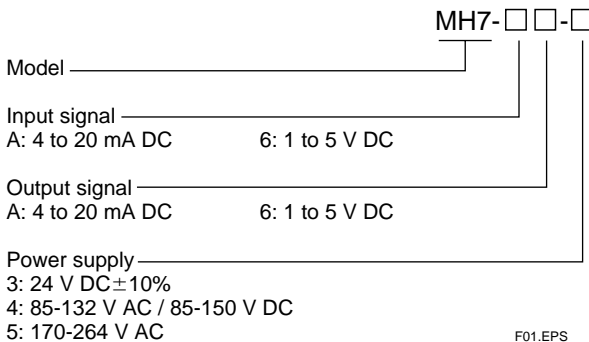 MH7-□□-□
Model
Input signal
A: 4 to 20 mA DC 6: 1 to 5 V DC
Output signal
A: 4 to 20 mA DC 6: 1 to 5 V DC
Power supply
3: 24 V DC±10%
4: 85-132 V AC / 85-150 V DC
5: 170-264 V AC
F01.EPS